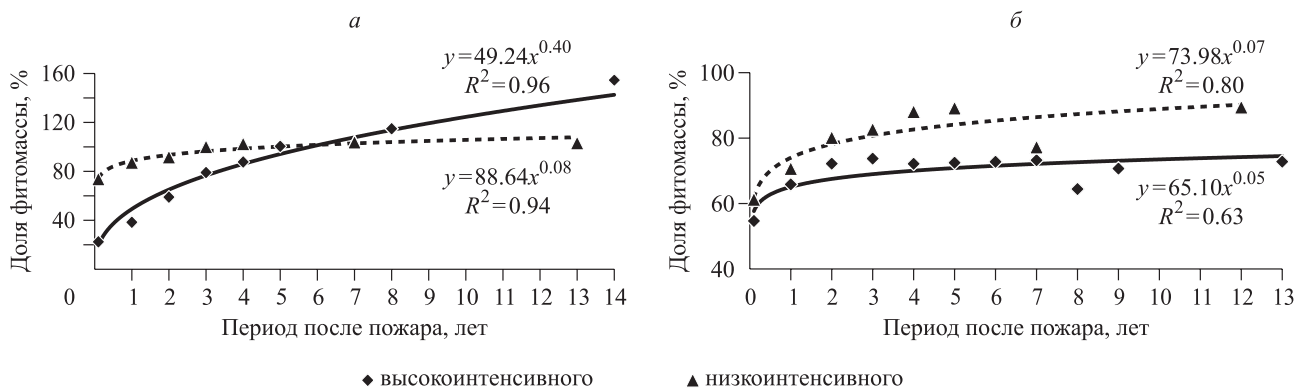 а
Доля фитомассы, %
160
120
80
40
y=49.24x^0.40
R^2=0.96
y=88.64x^0.08
R^2=0.94
0 1 2 3 4 5 6 7 8 9 10 11 12 13 14
Период после пожара, лет
б
Доля фитомассы, %
100
80
60
40
y=73.98x^0.07
R^2=0.80
y=65.10x^0.05
R^2=0.63
0 1 2 3 4 5 6 7 8 9 10 11 12 13
Период после пожара, лет
высокоинтенсивного
низкоинтенсивного